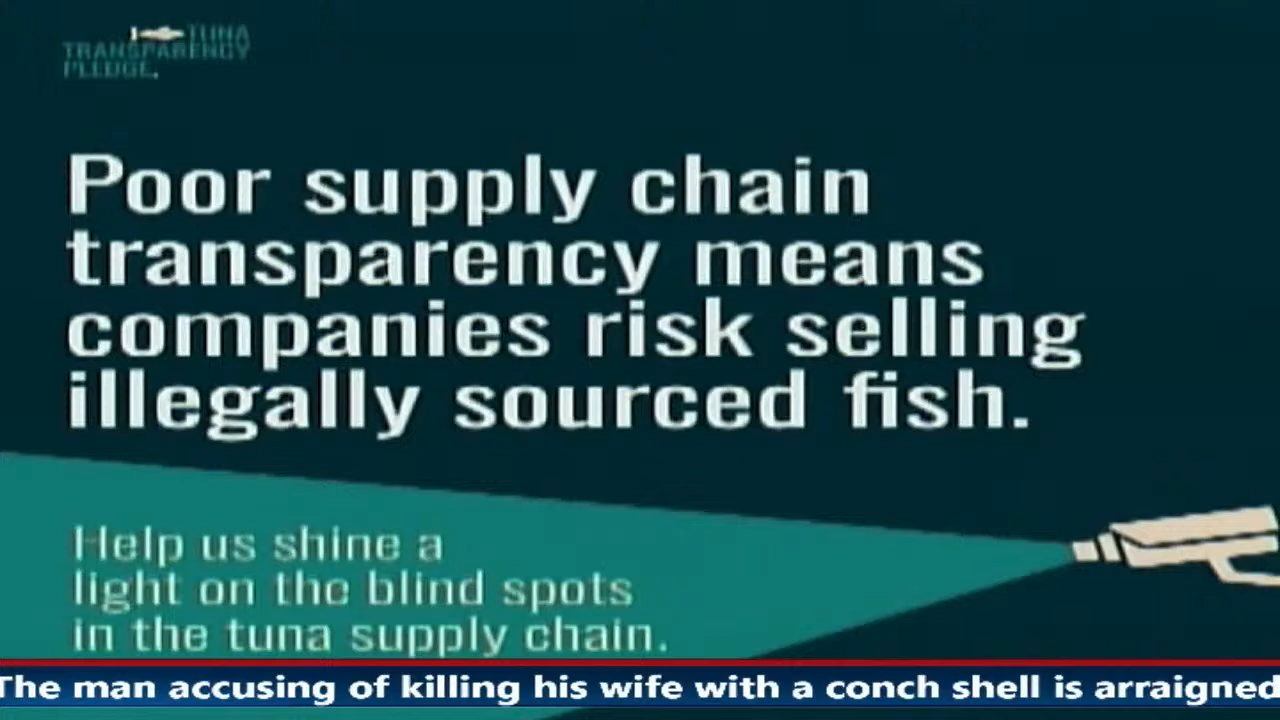 TUNA
TRANSPARENCY
PLEDGE.
Poor supply chain
transparency means
companies risk selling
illegally sourced fish.
Help us shine a
light on the blind spots
in the tuna supply chain.
The man accusing of killing his wife with a conch shell is arraigned